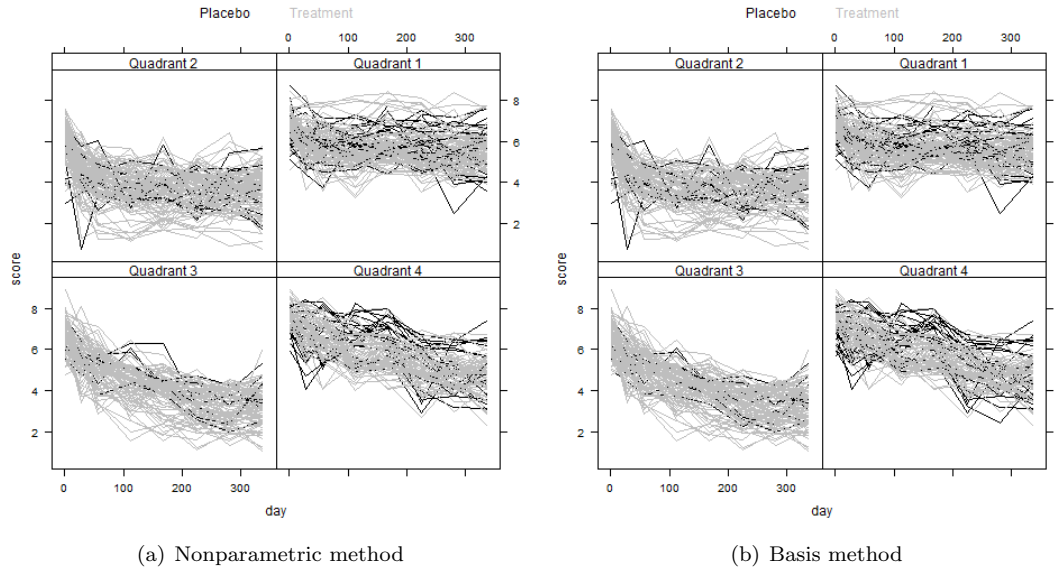 Placebo Treatment
0 100 200 300
Quadrant 2 Quadrant 1
8
6
4
2
Quadrant 3 Quadrant 4
8
6
4
2
score
0 100 200 300
day
(a) Nonparametric method
Placebo Treatment
0 100 200 300
Quadrant 2 Quadrant 1
8
6
4
2
Quadrant 3 Quadrant 4
8
6
4
2
score
0 100 200 300
day
(b) Basis method